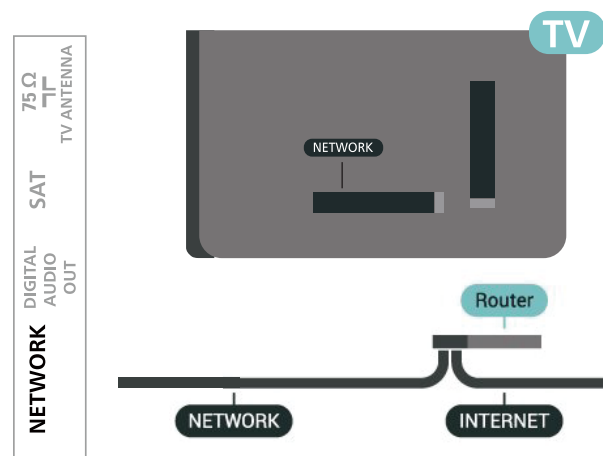 TV
75 Ω
TV ANTENNA
SAT
DIGITAL
AUDIO
OUT
NETWORK
NETWORK
Router
NETWORK
INTERNET